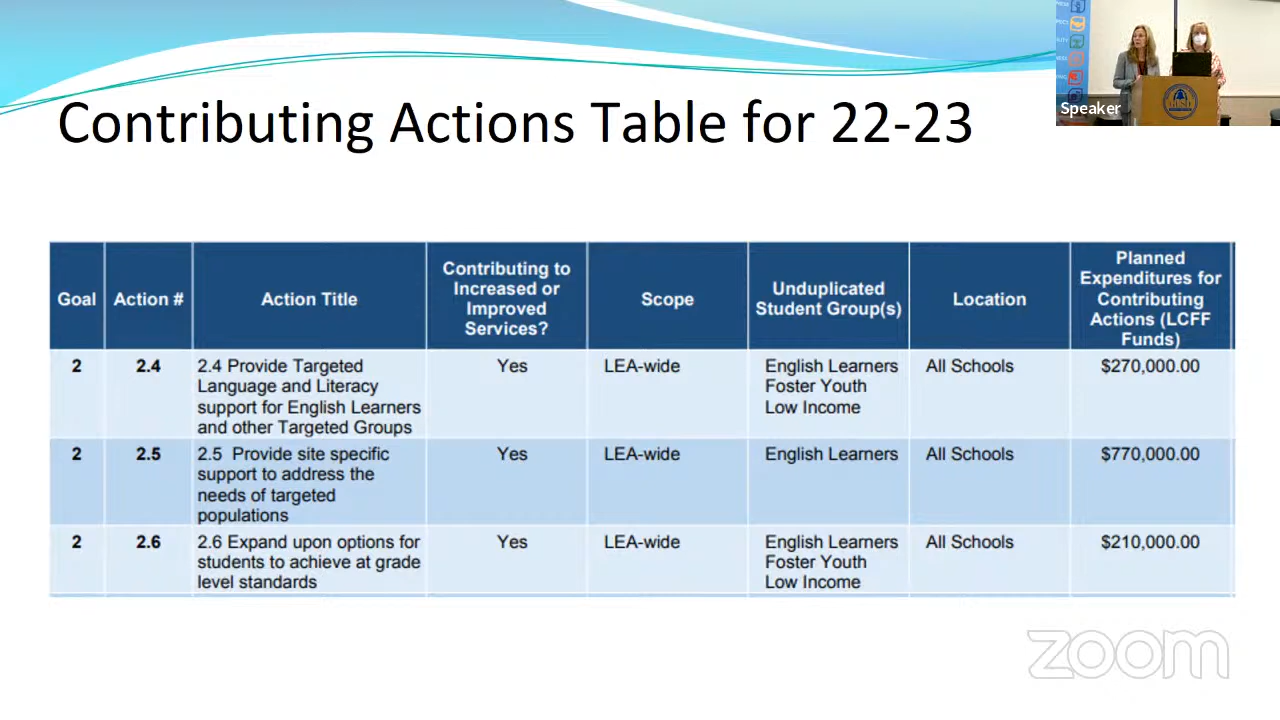 Speaker
Contributing Actions Table for 22-23
Goal
Action #
Action Title
Contributing to
Increased or
Improved
Services?
Scope
Unduplicated
Student Group(s)
Location
Planned
Expenditures for
Contributing
Actions (LCFF
Funds)
2
2.4
2.4 Provide Targeted
Language and Literacy
support for English Learners
and other Targeted Groups
Yes
LEA-wide
English Learners
Foster Youth
Low Income
All Schools
$270,000.00
2
2.5
2.5 Provide site specific
support to address the
needs of targeted
populations
Yes
LEA-wide
English Learners
All Schools
$770,000.00
2
2.6
2.6 Expand upon options for
students to achieve at grade
level standards
Yes
LEA-wide
English Learners
Foster Youth
Low Income
All Schools
$210,000.00
zoom